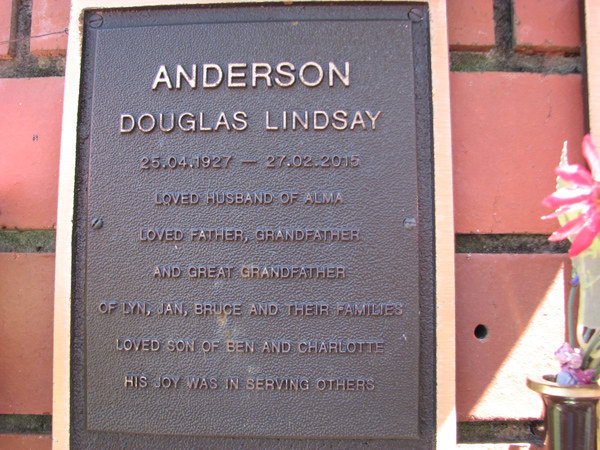 ANDERSON
DOUGLAS LINDSAY
25.04.1927 — 27.02.2015
LOVED HUSBAND OF ALMA
LOVED FATHER, GRANDFATHER
AND GREAT GRANDFATHER
OF LYN, JAN, BRUCE AND THEIR FAMILIES
LOVED SON OF BEN AND CHARLOTTE
HIS JOY WAS IN SERVING OTHERS